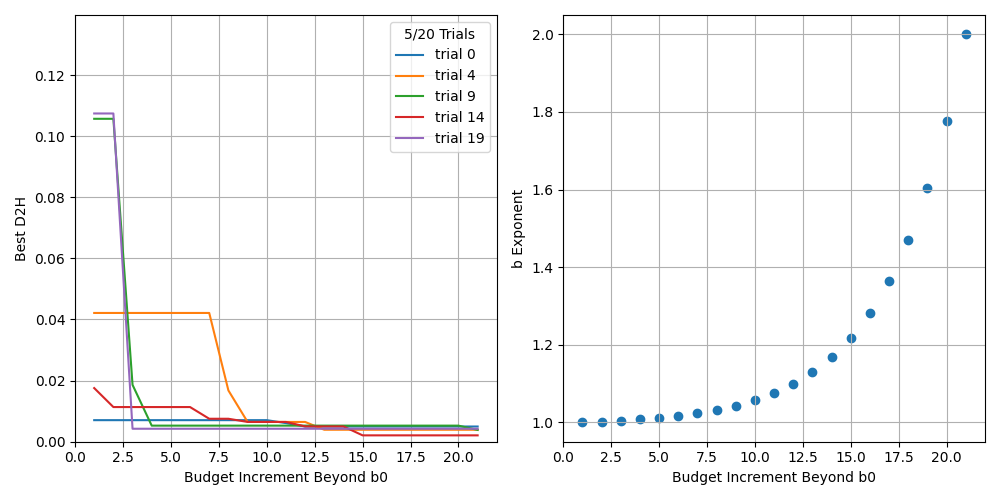 5/20 Trials
trial 0
trial 4
trial 9
trial 14
trial 19
0.12
0.10
0.08
0.06
0.04
0.02
0.00
Best D2H
0.0 2.5 5.0 7.5 10.0 12.5 15.0 17.5 20.0
Budget Increment Beyond b0
2.0
1.8
1.6
1.4
1.2
1.0
b Exponent
0.0 2.5 5.0 7.5 10.0 12.5 15.0 17.5 20.0
Budget Increment Beyond b0